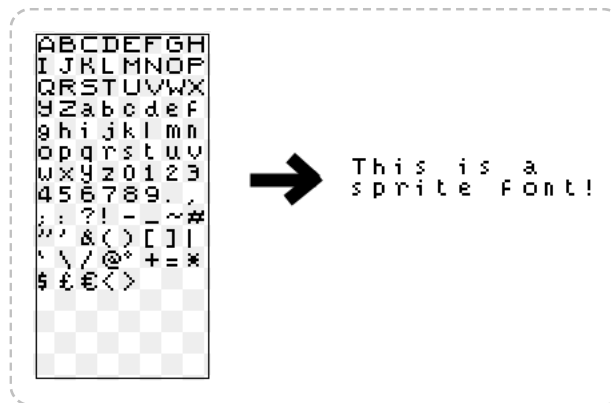 ABCDEFGH
IJKLMNOP
QRSTUVWX
YZabcdef
ghijklmn
opqrstuv
wxyz0123
456789.,
;:?!-_~#
"'&()[]|
`\/@°+=*
$£€<>
This is a
sprite font!